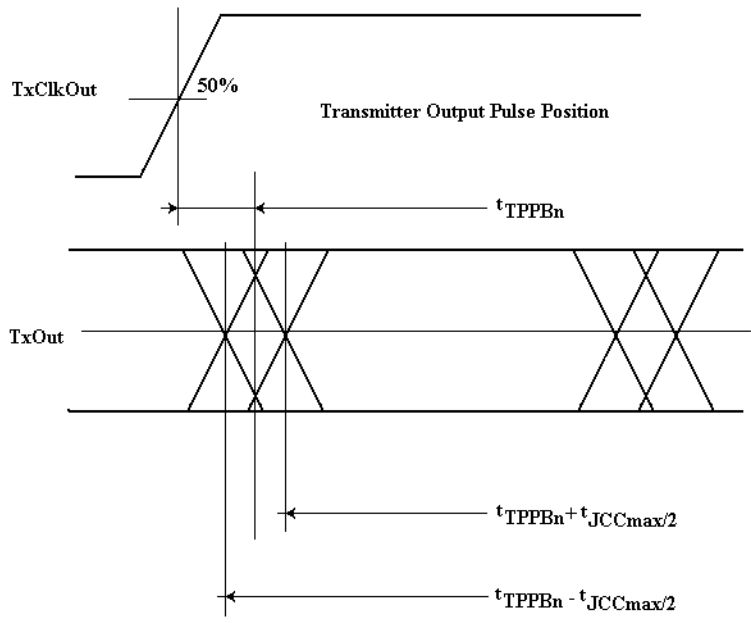 TxClkOut
50%
Transmitter Output Pulse Position
tTPPBn
TxOut
tTPPBn+tJCCmax/2
tTPPBn - tJCCmax/2